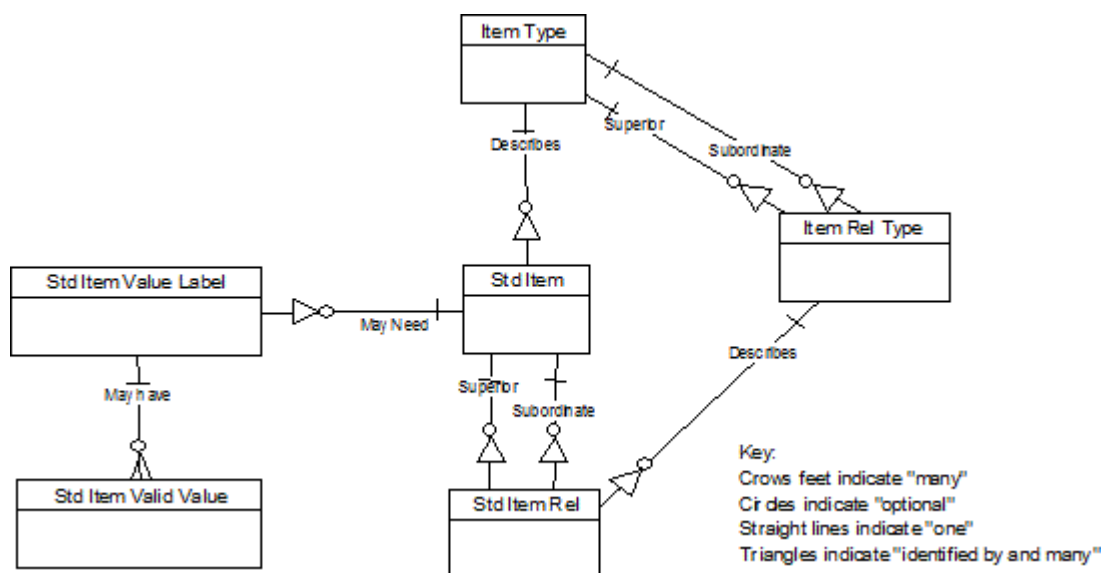 Item Type
Superior
Subordinate
Describes
Item Rel Type
Std Item Value Label
Std Item
May Need
Describes
Superior
May have
Subordinate
Key:
Crows feet indicate "many"
Std Item Valid Value
Std Item Rel
Circles indicate "optional"
Straight lines indicate "one"
Triangles indicate "identified by and many"